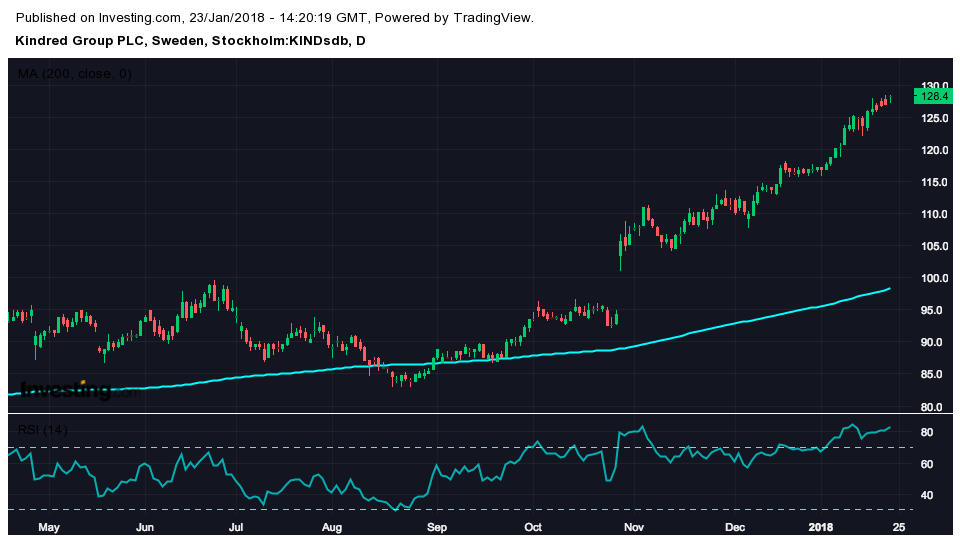 Published on Investing.com, 23/Jan/2018 - 14:20:19 GMT, Powered by TradingView.
Kindred Group PLC, Sweden, Stockholm:KINDsdb, D
MA (200, close, 0)
130.0
128.4
125.0
120.0
115.0
110.0
105.0
100.0
95.0
90.0
85.0
80.0
Investing.com
RSI (14)
80
60
40
May Jun Jul Aug Sep Oct Nov Dec 2018 25